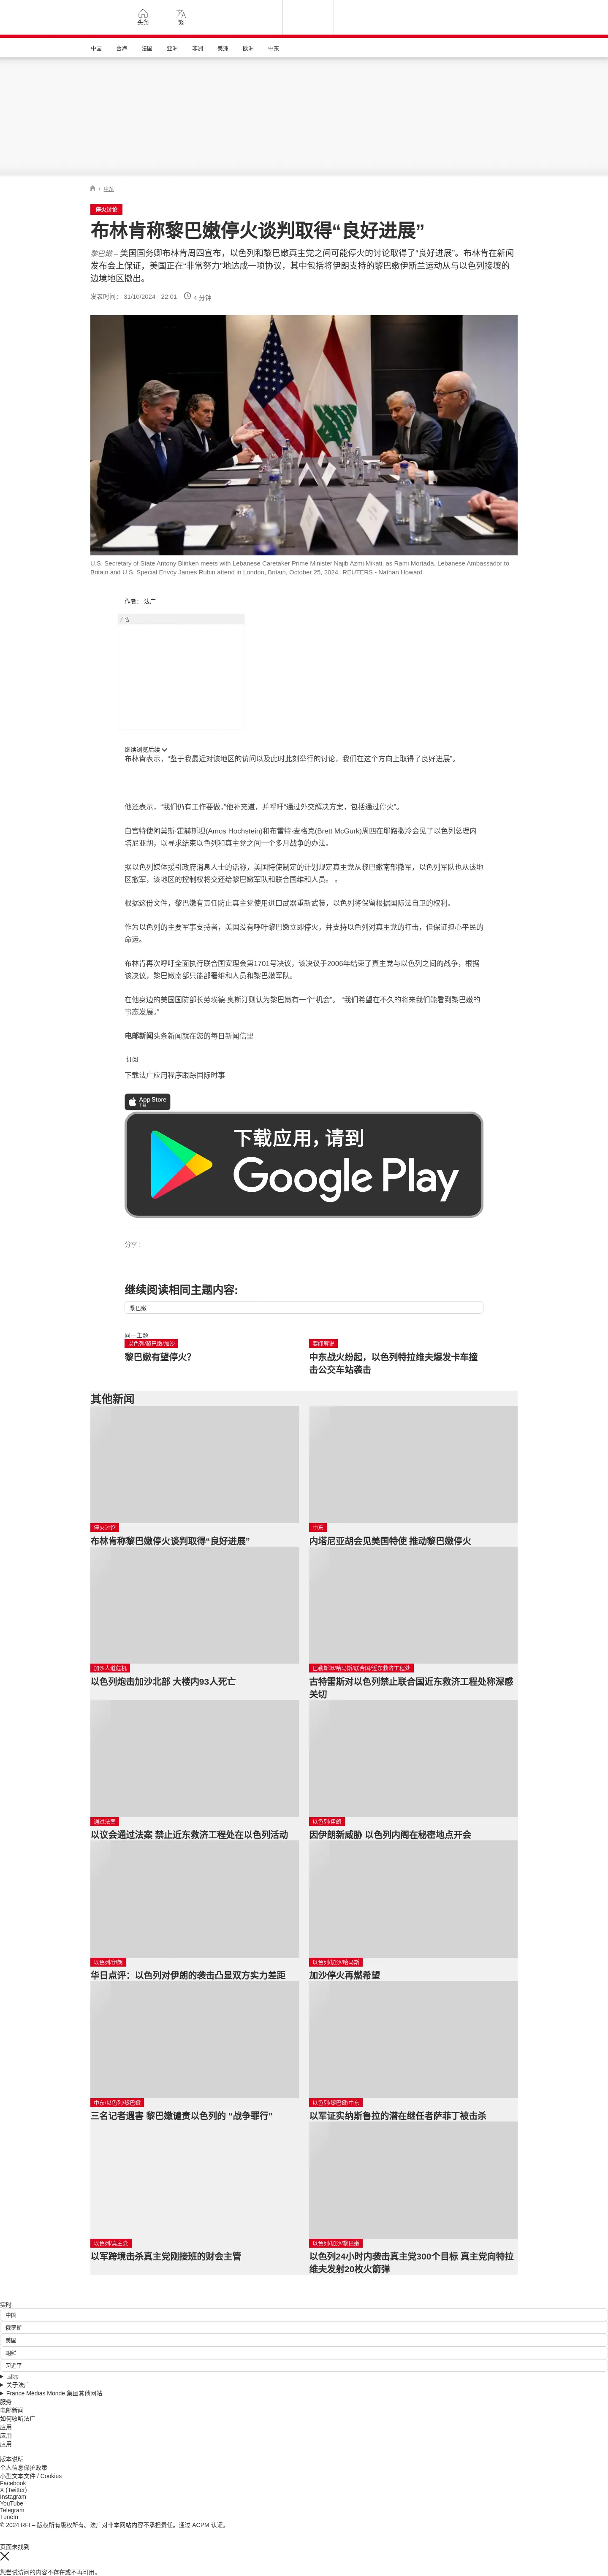 头条
繁
中国
台海
法国
亚洲
非洲
美洲
欧洲
中东
/ 中东
停火讨论
布林肯称黎巴嫩停火谈判取得“良好进展”
黎巴嫩 – 美国国务卿布林肯周四宣布，以色列和黎巴嫩真主党之间可能停火的讨论取得了“良好进展”。布林肯在新闻
发布会上保证，美国正在“非常努力”地达成一项协议，其中包括将伊朗支持的黎巴嫩伊斯兰运动从与以色列接壤的
边境地区撤出。
发表时间： 31/10/2024 - 22:01
4 分钟
U.S. Secretary of State Antony Blinken meets with Lebanese Caretaker Prime Minister Najib Azmi Mikati, as Rami Mortada, Lebanese Ambassador to
Britain and U.S. Special Envoy James Rubin attend in London, Britain, October 25, 2024. REUTERS - Nathan Howard
作者： 法广
广告
继续浏览后续
布林肯表示，“鉴于我最近对该地区的访问以及此时此刻举行的讨论，我们在这个方向上取得了良好进展”。
他还表示，“我们仍有工作要做，”他补充道，并呼吁“通过外交解决方案，包括通过停火”。
白宫特使阿莫斯·霍赫斯坦(Amos Hochstein)和布雷特·麦格克(Brett McGurk)周四在耶路撒冷会见了以色列总理内
塔尼亚胡，以寻求结束以色列和真主党之间一个多月战争的办法。
据以色列媒体援引政府消息人士的话称，美国特使制定的计划规定真主党从黎巴嫩南部撤军，以色列军队也从该地
区撤军，该地区的控制权将交还给黎巴嫩军队和联合国维和人员。 。
根据这份文件，黎巴嫩有责任防止真主党使用进口武器重新武装，以色列将保留根据国际法自卫的权利。
作为以色列的主要军事支持者，美国没有呼吁黎巴嫩立即停火，并支持以色列对真主党的打击，但保证担心平民的
命运。
布林肯再次呼吁全面执行联合国安理会第1701号决议，该决议于2006年结束了真主党与以色列之间的战争，根据
该决议，黎巴嫩南部只能部署维和人员和黎巴嫩军队。
在他身边的美国国防部长劳埃德·奥斯汀则认为黎巴嫩有一个“机会”。 “我们希望在不久的将来我们能看到黎巴嫩的
事态发展。”
电邮新闻头条新闻就在您的每日新闻信里
订阅
下载法广应用程序跟踪国际时事
App Store
下载
下载应用，请到
Google Play
分享 :
继续阅读相同主题内容:
黎巴嫩
同一主题
以色列/黎巴嫩/加沙
黎巴嫩有望停火?
要闻解说
中东战火纷起，以色列特拉维夫爆发卡车撞
击公交车站袭击
其他新闻
停火讨论
布林肯称黎巴嫩停火谈判取得“良好进展”
中东
内塔尼亚胡会见美国特使 推动黎巴嫩停火
加沙人道危机
以色列炮击加沙北部 大楼内93人死亡
巴勒斯坦/哈马斯/联合国/近东救济工程处
古特雷斯对以色列禁止联合国近东救济工程处称深感
关切
通过法案
以议会通过法案 禁止近东救济工程处在以色列活动
以色列/伊朗
因伊朗新威胁 以色列内阁在秘密地点开会
以色列/伊朗
华日点评：以色列对伊朗的袭击凸显双方实力差距
以色列/加沙/哈马斯
加沙停火再燃希望
中东/以色列/黎巴嫩
三名记者遇害 黎巴嫩谴责以色列的 “战争罪行”
以色列/黎巴嫩/中东
以军证实纳斯鲁拉的潜在继任者萨菲丁被击杀
以色列/真主党
以军跨境击杀真主党刚接班的财会主管
以色列/加沙/黎巴嫩
以色列24小时内袭击真主党300个目标 真主党向特拉
维夫发射20枚火箭弹
实时
中国
俄罗斯
美国
朝鲜
习近平
国际
关于法广
France Médias Monde 集团其他网站
服务
电邮新闻
如何收听法广
应用
应用
应用
版本说明
个人信息保护政策
小型文本文件 / Cookies
Facebook
X (Twitter)
Instagram
YouTube
Telegram
TuneIn
© 2024 RFI – 版权所有版权所有。法广对非本网站内容不承担责任。通过 ACPM 认证。
页面未找到
您尝试访问的内容不存在或不再可用。